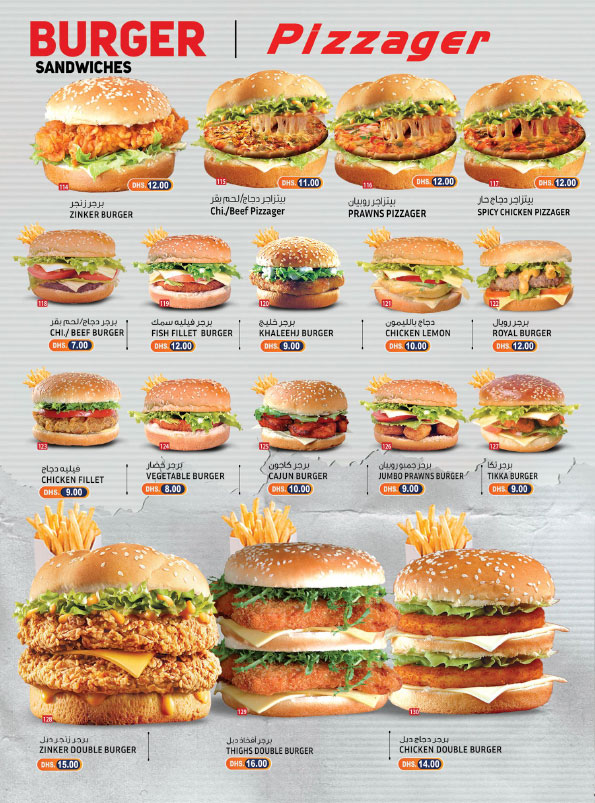 BURGER | Pizzager
SANDWICHES
114
DHS. 12.00
برجر زنجر
ZINKER BURGER
115
DHS. 11.00
بيتزاجر دجاج/لحم بقر
Chi./Beef Pizzager
116
DHS. 12.00
بيتزاجر روبيان
PRAWNS PIZZAGER
117
DHS. 12.00
بيتزاجر دجاج حار
SPICY CHICKEN PIZZAGER
118
برجر دجاج/لحم بقر
CHI./ BEEF BURGER
DHS. 7.00
119
برجر فيليه سمك
FISH FILLET BURGER
DHS. 12.00
120
برجر خليج
KHALEEHJ BURGER
DHS. 9.00
121
دجاج بالليمون
CHICKEN LEMON
DHS. 10.00
122
برجر رويال
ROYAL BURGER
DHS. 12.00
123
فيليه دجاج
CHICKEN FILLET
DHS. 9.00
124
برجر خضار
VEGETABLE BURGER
DHS. 8.00
125
برجر كاجون
CAJUN BURGER
DHS. 10.00
126
برجر جمبو روبيان
JUMBO PRAWNS BURGER
DHS. 9.00
127
برجر تكا
TIKKA BURGER
DHS. 9.00
128
برجر زنجر دبل
ZINKER DOUBLE BURGER
DHS. 15.00
129
برجر أفخاذ دبل
THIGHS DOUBLE BURGER
DHS. 16.00
130
برجر دجاج دبل
CHICKEN DOUBLE BURGER
DHS. 14.00